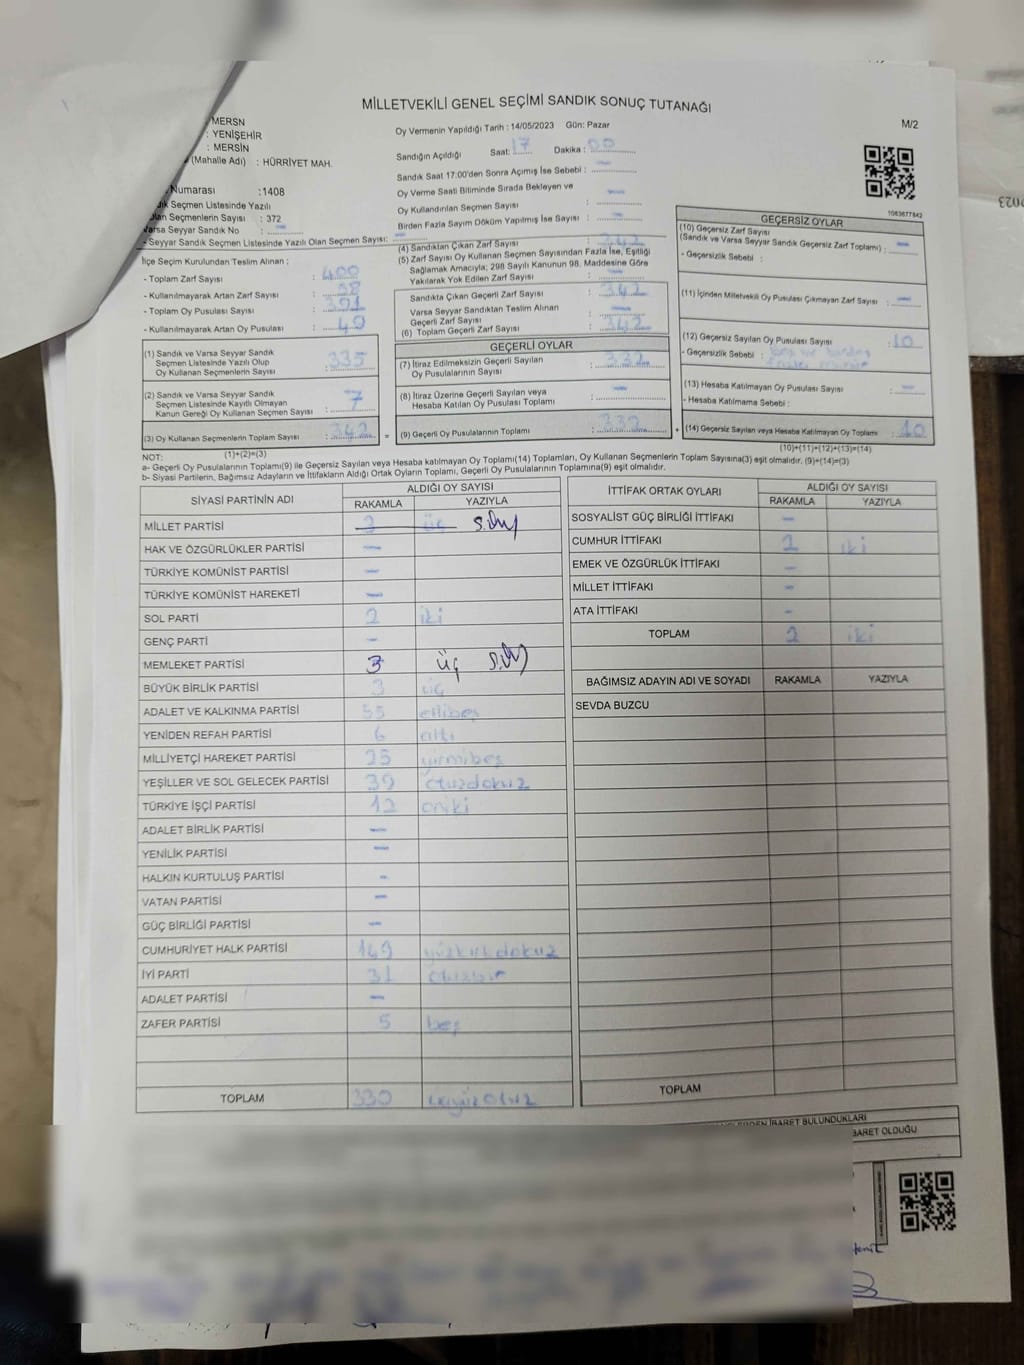 MİLLETVEKİLİ GENEL SEÇİMİ SANDIK SONUÇ TUTANAĞI
M/2
MERSN
: YENİŞEHİR
: MERSİN
(Mahalle Adı) : HÜRRİYET MAH.
Numarası :1408
Seçmen Listesinde Yazılı
Seçmenlerin Sayısı : 372
Varsa Seyyar Sandık No –
- Seyyar Sandık Seçmen Listesinde Yazılı Olan Seçmen Sayısı: –
Oy Vermenin Yapıldığı Tarih : 14/05/2023 Gün: Pazar
Sandığın Açıldığı Saat: 17 Dakika : 00
Sandık Saat 17:00'den Sonra Açımış İse Sebebi : –
Oy Verme Saati Bitiminde Sırada Bekleyen ve
Oy Kullandırılan Seçmen Sayısı : –
Birden Fazla Sayım Döküm Yapılmış İse Sayısı : –
1083677842
İlçe Seçim Kurulundan Teslim Alınan :
- Toplam Zarf Sayısı : 400
- Kullanılmayarak Artan Zarf Sayısı : 58
- Toplam Oy Pusulası Sayısı : 391
- Kullanılmayarak Artan Oy Pusulası : 49
(1) Sandık ve Varsa Seyyar Sandık
Seçmen Listesinde Yazılı Olup
Oy Kullanan Seçmenlerin Sayısı : 335
(2) Sandık ve Varsa Seyyar Sandık
Seçmen Listesinde Kayıtlı Olmayan
Kanun Gereği Oy Kullanan Seçmen Sayısı : 7
(3) Oy Kullanan Seçmenlerin Toplam Sayısı : 342 =
(4) Sandıktan Çıkan Zarf Sayısı : 342
(5) Zarf Sayısı Oy Kullanan Seçmen Sayısından Fazla İse, Eşitliği
Sağlamak Amacıyla; 298 Sayılı Kanunun 98. Maddesine Göre
Yakılarak Yok Edilen Zarf Sayısı : –
Sandıkta Çıkan Geçerli Zarf Sayısı : 342
Varsa Seyyar Sandıktan Teslim Alınan
Geçerli Zarf Sayısı : –
(6) Toplam Geçerli Zarf Sayısı : 342
GEÇERLİ OYLAR
(7) İtiraz Edilmeksizin Geçerli Sayılan
Oy Pusulalarının Sayısı : 332
(8) İtiraz Üzerine Geçerli Sayılan veya
Hesaba Katılan Oy Pusulası Toplamı : –
(9) Geçerli Oy Pusulalarının Toplamı : 332 +
GEÇERSİZ OYLAR
(10) Geçersiz Zarf Sayısı
(Sandık ve Varsa Seyyar Sandık Geçersiz Zarf Toplamı) : –
- Geçersizlik Sebebi :
(11) İçinden Milletvekili Oy Pusulası Çıkmayan Zarf Sayısı : –
(12) Geçersiz Sayılan Oy Pusulası Sayısı : 10
- Geçersizlik Sebebi :
(13) Hesaba Katılmayan Oy Pusulası Sayısı : –
- Hesaba Katılmama Sebebi :
(14) Geçersiz Sayılan veya Hesaba Katılmayan Oy Toplamı : 10
NOT: (1)+(2)=(3) (10)+(11)+(12)+(13)=(14)
a- Geçerli Oy Pusulalarının Toplamı(9) ile Geçersiz Sayılan veya Hesaba katılmayan Oy Toplamı(14) Toplamları, Oy Kullanan Seçmenlerin Toplam Sayısına(3) eşit olmalıdır. (9)+(14)=(3)
b- Siyasi Partilerin, Bağımsız Adayların ve İttifakların Aldığı Oyların Toplamı, Geçerli Oy Pusulalarının Toplamına(9) eşit olmalıdır.
SİYASİ PARTİNİN ADI ALDIĞI OY SAYISI
RAKAMLA YAZIYLA
MİLLET PARTİSİ 3 üç
HAK VE ÖZGÜRLÜKLER PARTİSİ –
TÜRKİYE KOMÜNİST PARTİSİ –
TÜRKİYE KOMÜNİST HAREKETİ –
SOL PARTİ 2 iki
GENÇ PARTİ –
MEMLEKET PARTİSİ 3 üç
BÜYÜK BİRLİK PARTİSİ 3 üç
ADALET VE KALKINMA PARTİSİ 55 ellibeş
YENİDEN REFAH PARTİSİ 6 altı
MİLLİYETÇİ HAREKET PARTİSİ 25 yirmibeş
YEŞİLLER VE SOL GELECEK PARTİSİ 39 otuzdokuz
TÜRKİYE İŞÇİ PARTİSİ 12 oniki
ADALET BİRLİK PARTİSİ –
YENİLİK PARTİSİ –
HALKIN KURTULUŞ PARTİSİ -
VATAN PARTİSİ –
GÜÇ BİRLİĞİ PARTİSİ –
CUMHURİYET HALK PARTİSİ 149 yüzkırkdokuz
İYİ PARTİ 31 otuzbir
ADALET PARTİSİ –
ZAFER PARTİSİ 5 beş
TOPLAM 330
İTTİFAK ORTAK OYLARI ALDIĞI OY SAYISI
RAKAMLA YAZIYLA
SOSYALİST GÜÇ BİRLİĞİ İTTİFAKI –
CUMHUR İTTİFAKI 2 iki
EMEK VE ÖZGÜRLÜK İTTİFAKI –
MİLLET İTTİFAKI –
ATA İTTİFAKI –
TOPLAM 2 iki
BAĞIMSIZ ADAYIN ADI VE SOYADI RAKAMLA YAZIYLA
SEVDA BUZCU
TOPLAM
İBARET BULUNDUKLARI
BARET OLDUĞU